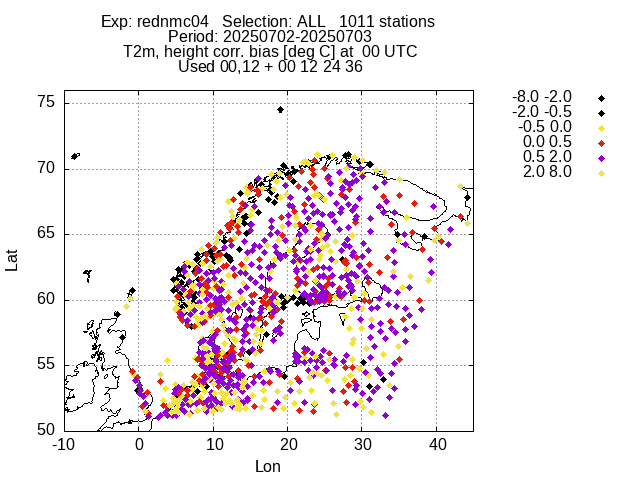 Exp: rednmc04 Selection: ALL 1011 stations
Period: 20250702-20250703
T2m, height corr. bias [deg C] at 00 UTC
Used 00,12 + 00 12 24 36
-8.0 -2.0
-2.0 -0.5
-0.5 0.0
0.0 0.5
0.5 2.0
2.0 8.0
75
70
65
60
55
50
Lat
-10 0 10 20 30 40
Lon